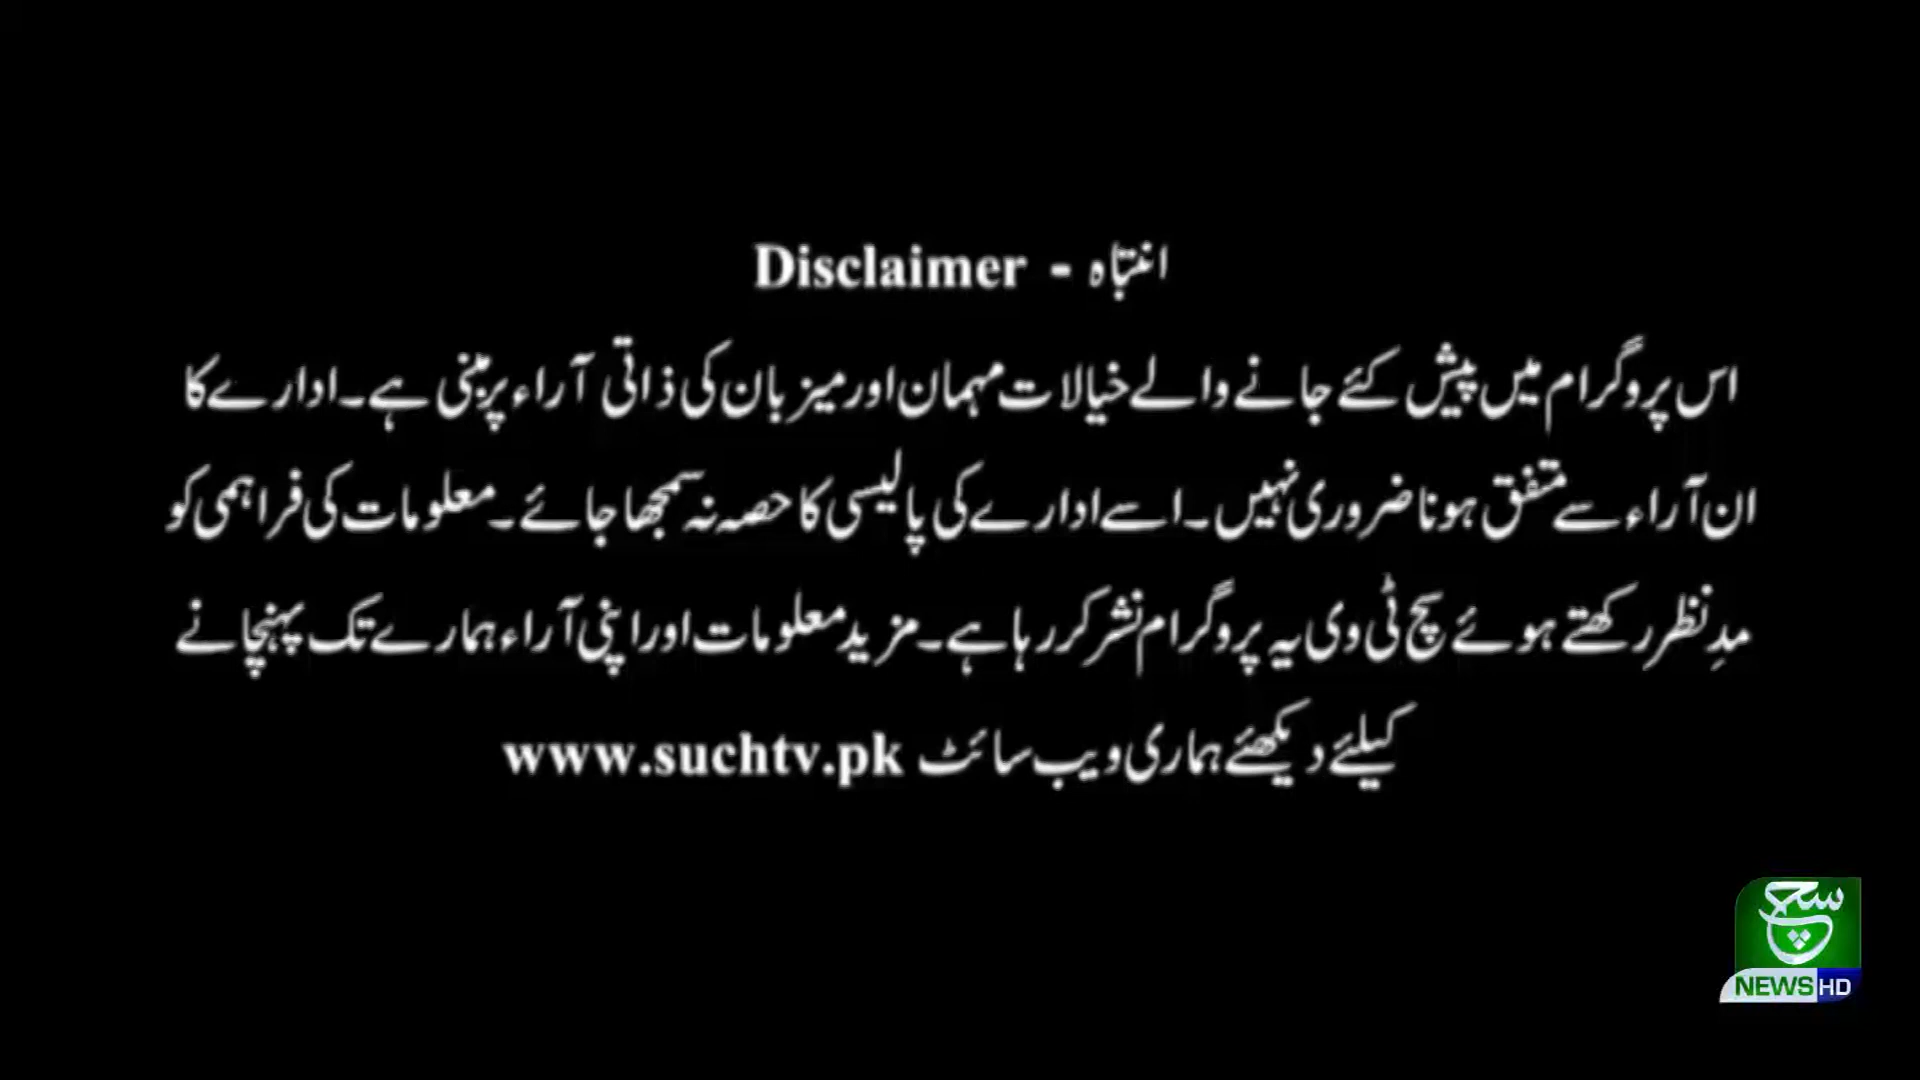 انتباہ - Disclaimer
اس پروگرام میں پیش کئے جانے والے خیالات مہمان اور میزبان کی ذاتی آراء پر مبنی ہے۔ ادارے کا
ان آراء سے متفق ہونا ضروری نہیں۔ اسے ادارے کی پالیسی کا حصہ نہ سمجھا جائے۔ معلومات کی فراہمی کو
مدِنظر رکھتے ہوئے سچ ٹی وی یہ پروگرام نشر کر رہا ہے۔ مزید معلومات اور اپنی آراء ہمارے تک پہنچانے
کیلئے دیکھئے ہماری ویب سائٹ www.suchtv.pk
سچ
NEWS HD